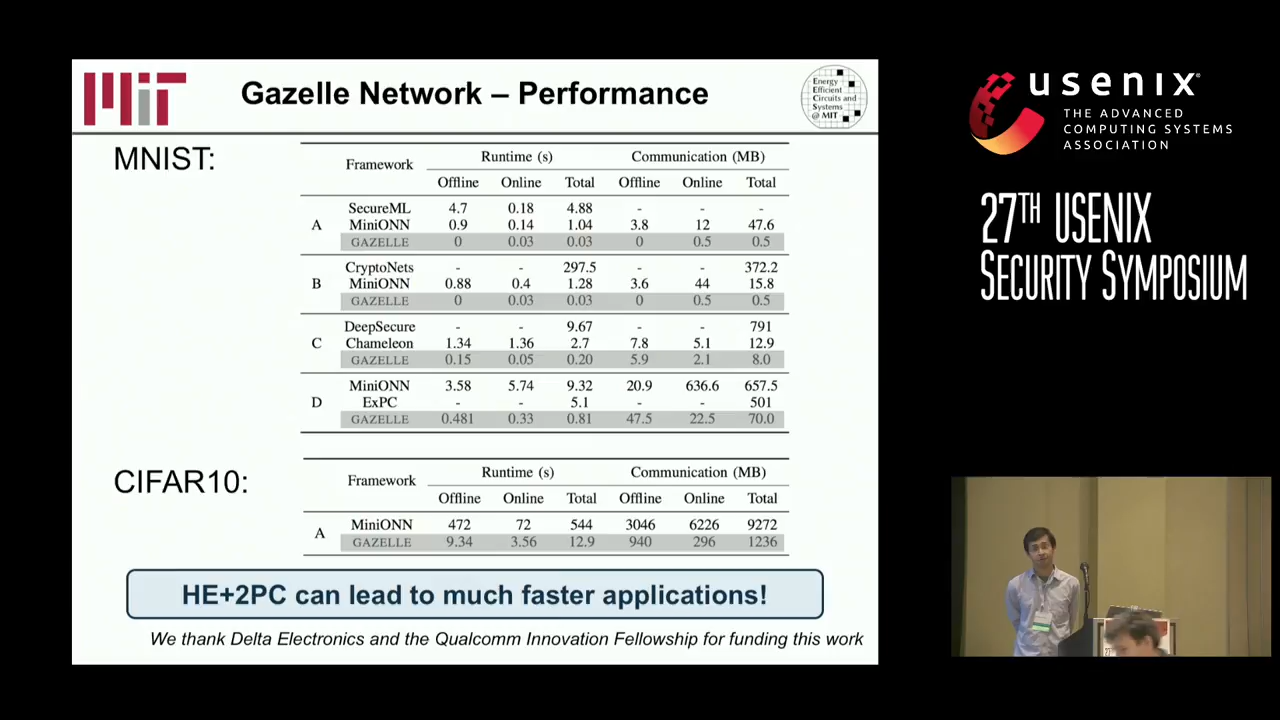 MIT
Gazelle Network – Performance
Energy
Efficient
Circuits and
Systems
@ MIT
MNIST:
Framework Runtime (s) Communication (MB)
Offline Online Total Offline Online Total
A
SecureML 4.7 0.18 4.88 - - -
MiniONN 0.9 0.14 1.04 3.8 12 47.6
GAZELLE 0 0.03 0.03 0 0.5 0.5
B
CryptoNets - - 297.5 - - 372.2
MiniONN 0.88 0.4 1.28 3.6 44 15.8
GAZELLE 0 0.03 0.03 0 0.5 0.5
C
DeepSecure - - 9.67 - - 791
Chameleon 1.34 1.36 2.7 7.8 5.1 12.9
GAZELLE 0.15 0.05 0.20 5.9 2.1 8.0
D
MiniONN 3.58 5.74 9.32 20.9 636.6 657.5
ExPC - - 5.1 - - 501
GAZELLE 0.481 0.33 0.81 47.5 22.5 70.0
CIFAR10:
Framework Runtime (s) Communication (MB)
Offline Online Total Offline Online Total
A
MiniONN 472 72 544 3046 6226 9272
GAZELLE 9.34 3.56 12.9 940 296 1236
HE+2PC can lead to much faster applications!
We thank Delta Electronics and the Qualcomm Innovation Fellowship for funding this work
usenix
THE ADVANCED
COMPUTING SYSTEMS
ASSOCIATION
27TH USENIX
SECURITY SYMPOSIUM